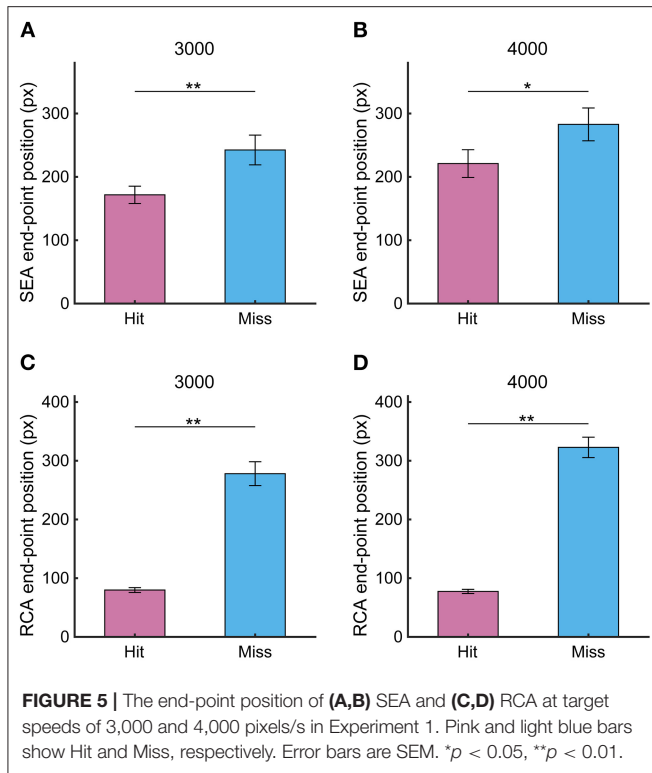 A
3000
**
SEA end-point position (px)
300
200
100
0
Hit
Miss
B
4000
*
SEA end-point position (px)
300
200
100
0
Hit
Miss
C
3000
**
RCA end-point position (px)
400
300
200
100
0
Hit
Miss
D
4000
**
RCA end-point position (px)
400
300
200
100
0
Hit
Miss
FIGURE 5 | The end-point position of (A,B) SEA and (C,D) RCA at target
speeds of 3,000 and 4,000 pixels/s in Experiment 1. Pink and light blue bars
show Hit and Miss, respectively. Error bars are SEM. *p < 0.05, **p < 0.01.